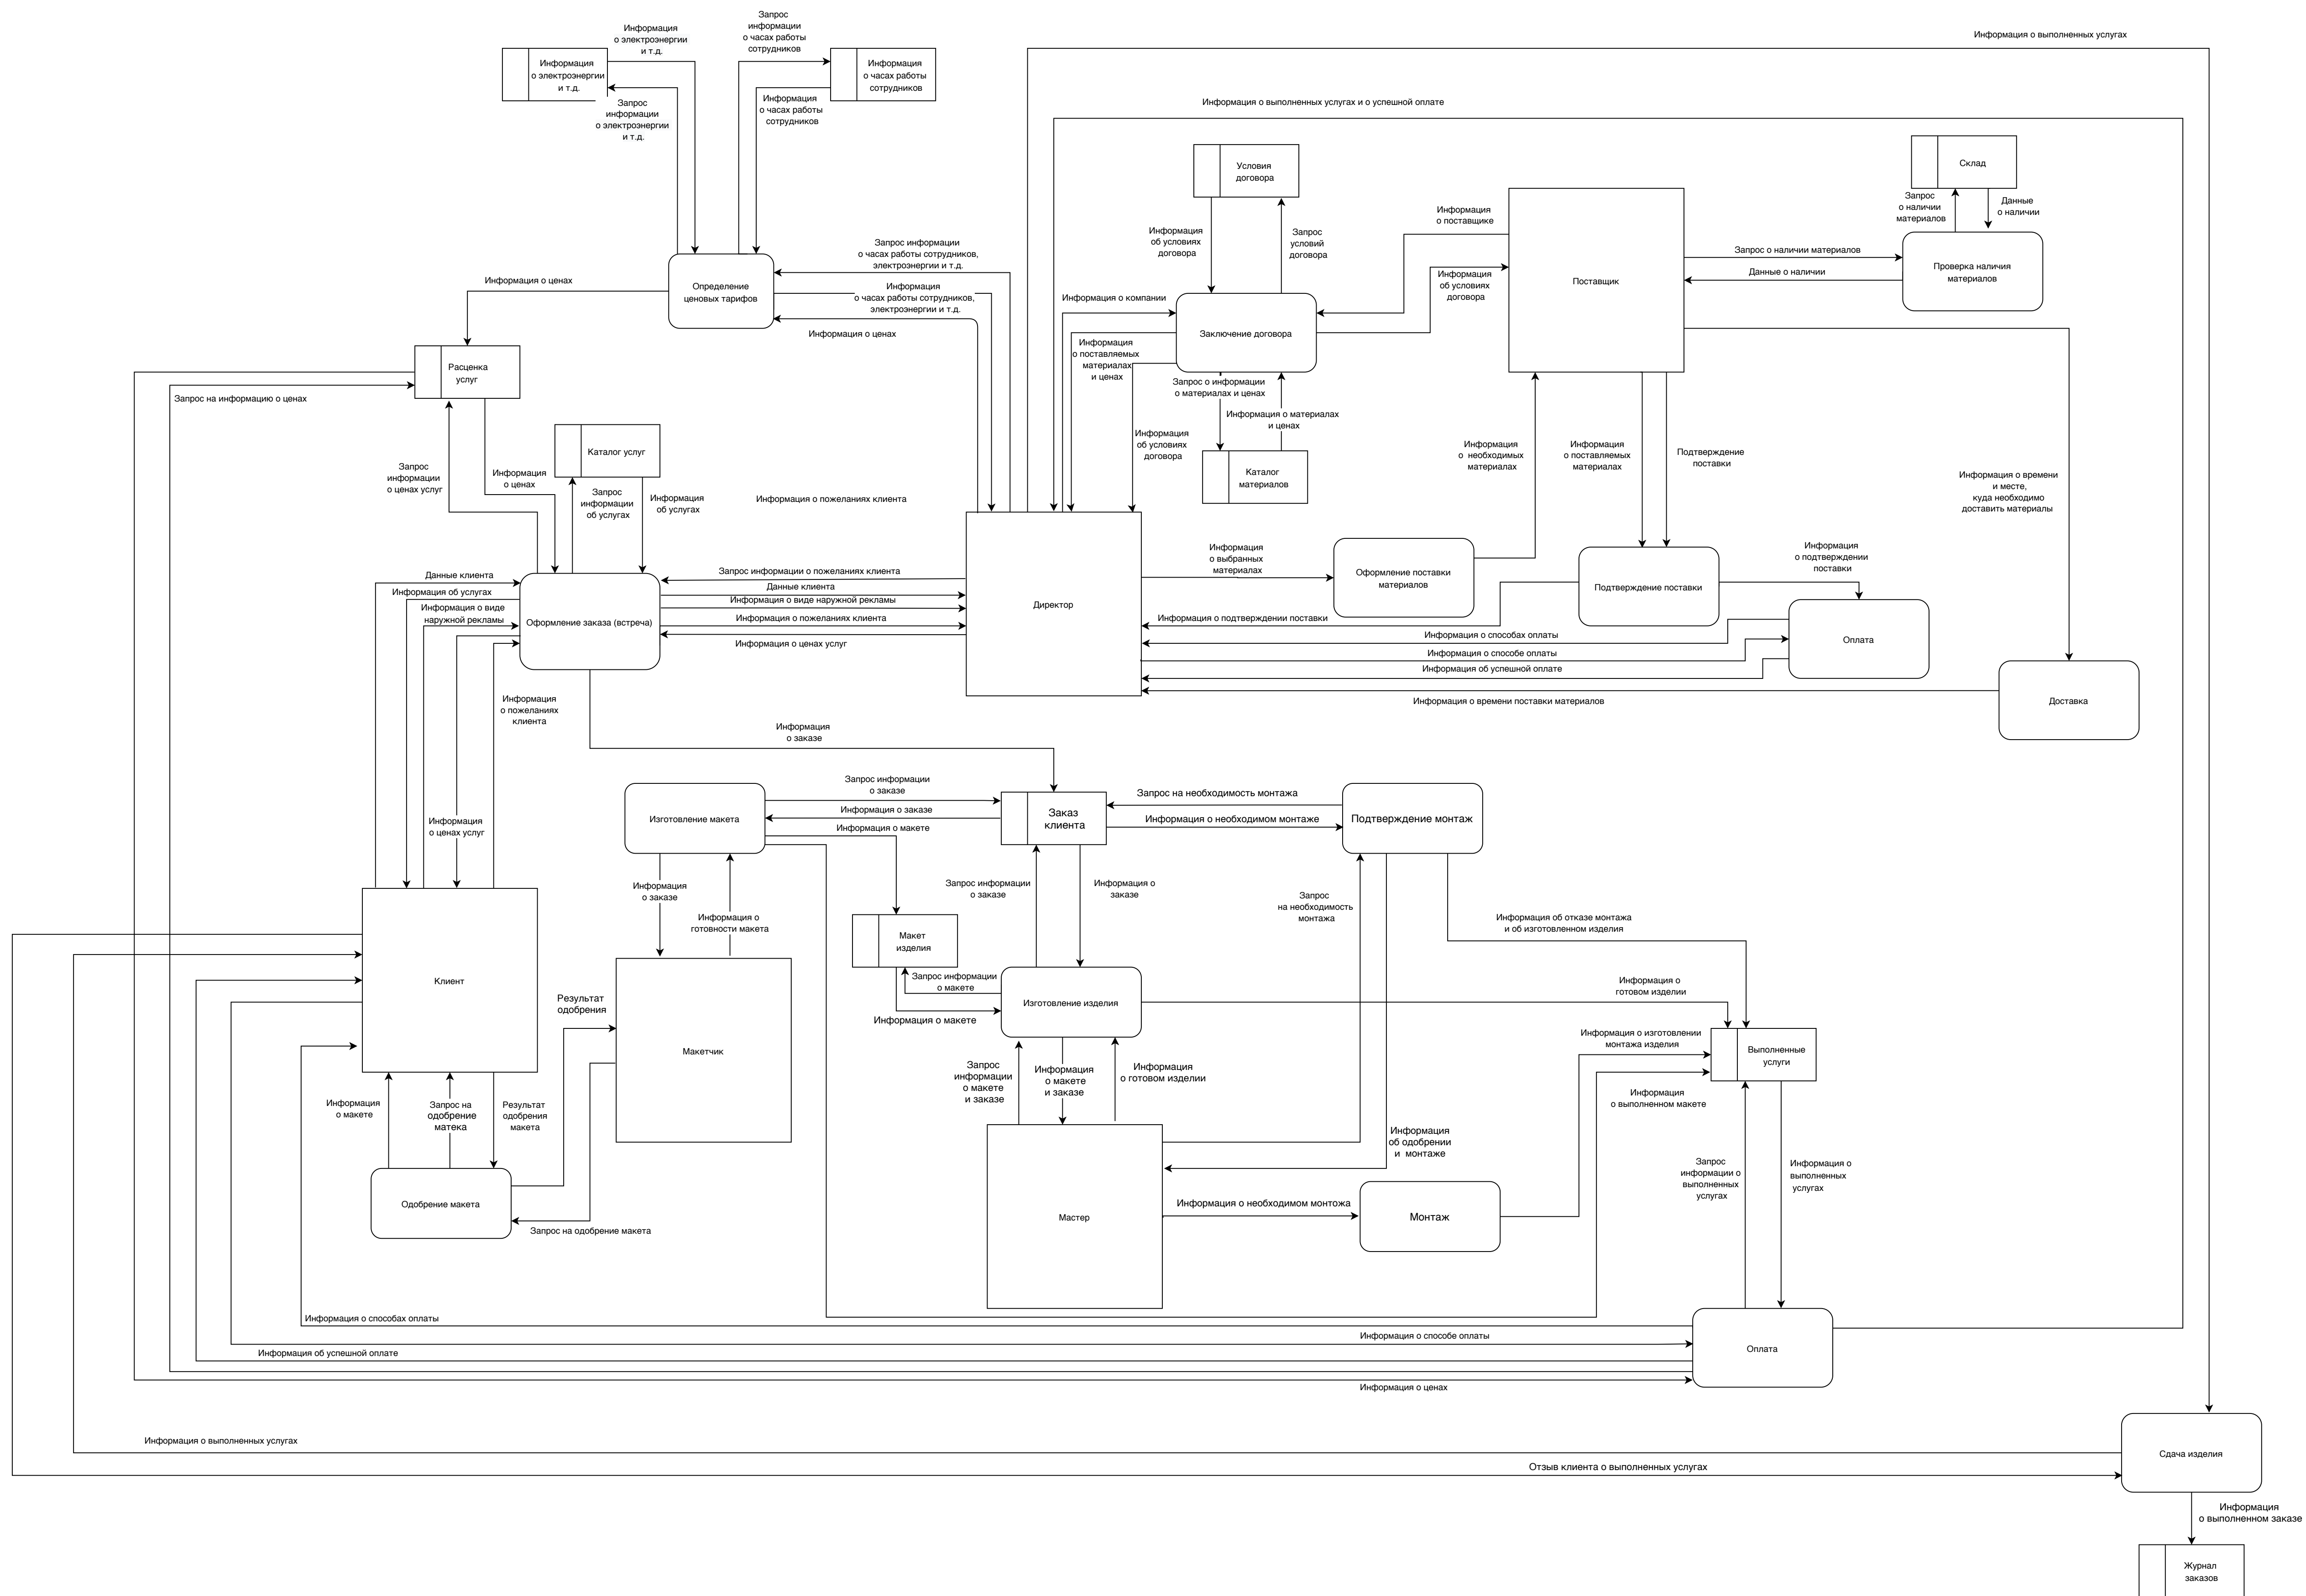 Информация о выполненных услугах
Запрос
информации
о часах работы
сотрудников
Информация
о электроэнергии
и т.д.
Информация
о электроэнергии
и т.д.
Информация
о часах работы
сотрудников
Запрос
информации
о электроэнергии
и т.д.
Информация
о часах работы
сотрудников
Информация о выполненных услугах и о успешной оплате
Условия
договора
Склад
Запрос
о наличии
материалов
Данные
о наличии
Информация
о поставщике
Информация
об условиях
договора
Запрос
условий
договора
Запрос информации
о часах работы сотрудников,
электроэнергии и т.д.
Запрос о наличии материалов
Данные о наличии
Проверка наличия
материалов
Поставщик
Информация
об условиях
договора
Информация о ценах
Определение
ценовых тарифов
Информация
о часах работы сотрудников,
электроэнергии и т.д.
Информация о компании
Информация о ценах
Заключение договора
Информация
о поставляемых
материалах
и ценах
Расценка
услуг
Запрос о информации
о материалах и ценах
Запрос на информацию о ценах
Информация о материалах
и ценах
Каталог услуг
Информация
об условиях
договора
Информация
о  необходимых
материалах
Информация
о поставляемых
материалах
Подтверждение
поставки
Запрос
информации
о ценах услуг
Информация
о ценах
Каталог
материалов
Запрос
информации
об услугах
Информация
об услугах
Информация о пожеланиях клиента
Информация о времени
и месте,
куда необходимо
доставить материалы
Информация
о выбранных
материалах
Оформление поставки
материалов
Информация
о подтверждении
поставки
Подтверждение поставки
Данные клиента
Информация об услугах
Информация о виде
наружной рекламы
Оформление заказа (встреча)
Запрос информации о пожеланиях клиента
Данные клиента
Информация о виде наружной рекламы
Информация о пожеланиях клиента
Информация о ценах услуг
Директор
Информация о подтверждении поставки
Информация о способах оплаты
Информация о способе оплаты
Информация об успешной оплате
Оплата
Информация о времени поставки материалов
Доставка
Информация
о пожеланиях
клиента
Информация
о заказе
Информация
о ценах услуг
Изготовление макета
Запрос информации
о заказе
Информация о заказе
Информация о макете
Заказ
клиента
Запрос на необходимость монтажа
Информация о необходимом монтаже
Подтверждение монтаж
Информация
о заказе
Информация о
готовности макета
Запрос информации
о заказе
Информация о
заказе
Запрос
на необходимость
монтажа
Информация об отказе монтажа
и об изготовленном изделия
Макет
изделия
Клиент
Запрос информации
о макете
Изготовление изделия
Информация о макете
Информация о
готовом изделии
Результат
одобрения
Макетчик
Информация о изготовлении
монтажа изделия
Выполненные
услуги
Запрос
информации
о макете
и заказе
Информация
о макете
и заказе
Информация
о готовом изделии
Информация
о выполненном макете
Информация
о макете
Запрос на
одобрение
матека
Результат
одобрения
макета
Информация
об одобрении
и  монтаже
Запрос
информации о
выполненных
услугах
Информация о
выполненных
услугах
Одобрение макета
Запрос на одобрение макета
Мастер
Информация о необходимом монтожа
Монтаж
Информация о способах оплаты
Информация о способе оплаты
Информация об успешной оплате
Оплата
Информация о ценах
Информация о выполненных услугах
Сдача изделия
Отзыв клиента о выполненных услугах
Информация
о выполненном заказе
Журнал
заказов